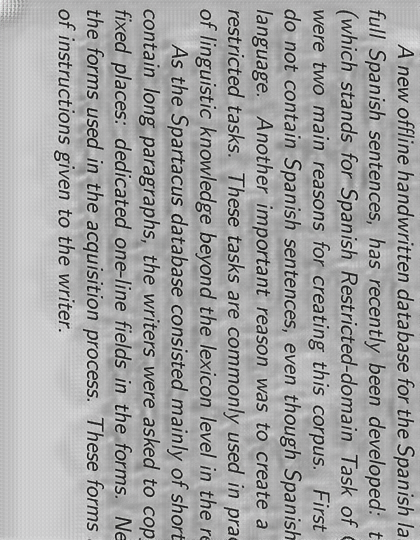 A new offline handwritten database for the Spanish la
full Spanish sentences, has recently been developed: t
(which stands for Spanish Restricted-domain Task of
were two main reasons for creating this corpus. First
do not contain Spanish sentences, even though Spanish
language. Another important reason was to create a
restricted tasks. These tasks are commonly used in prac
of linguistic knowledge beyond the lexicon level in the re
As the Spartacus database consisted mainly of short
contain long paragraphs, the writers were asked to cop
fixed places: dedicated one-line fields in the forms. Ne
the forms used in the acquisition process. These forms
of instructions given to the writer.